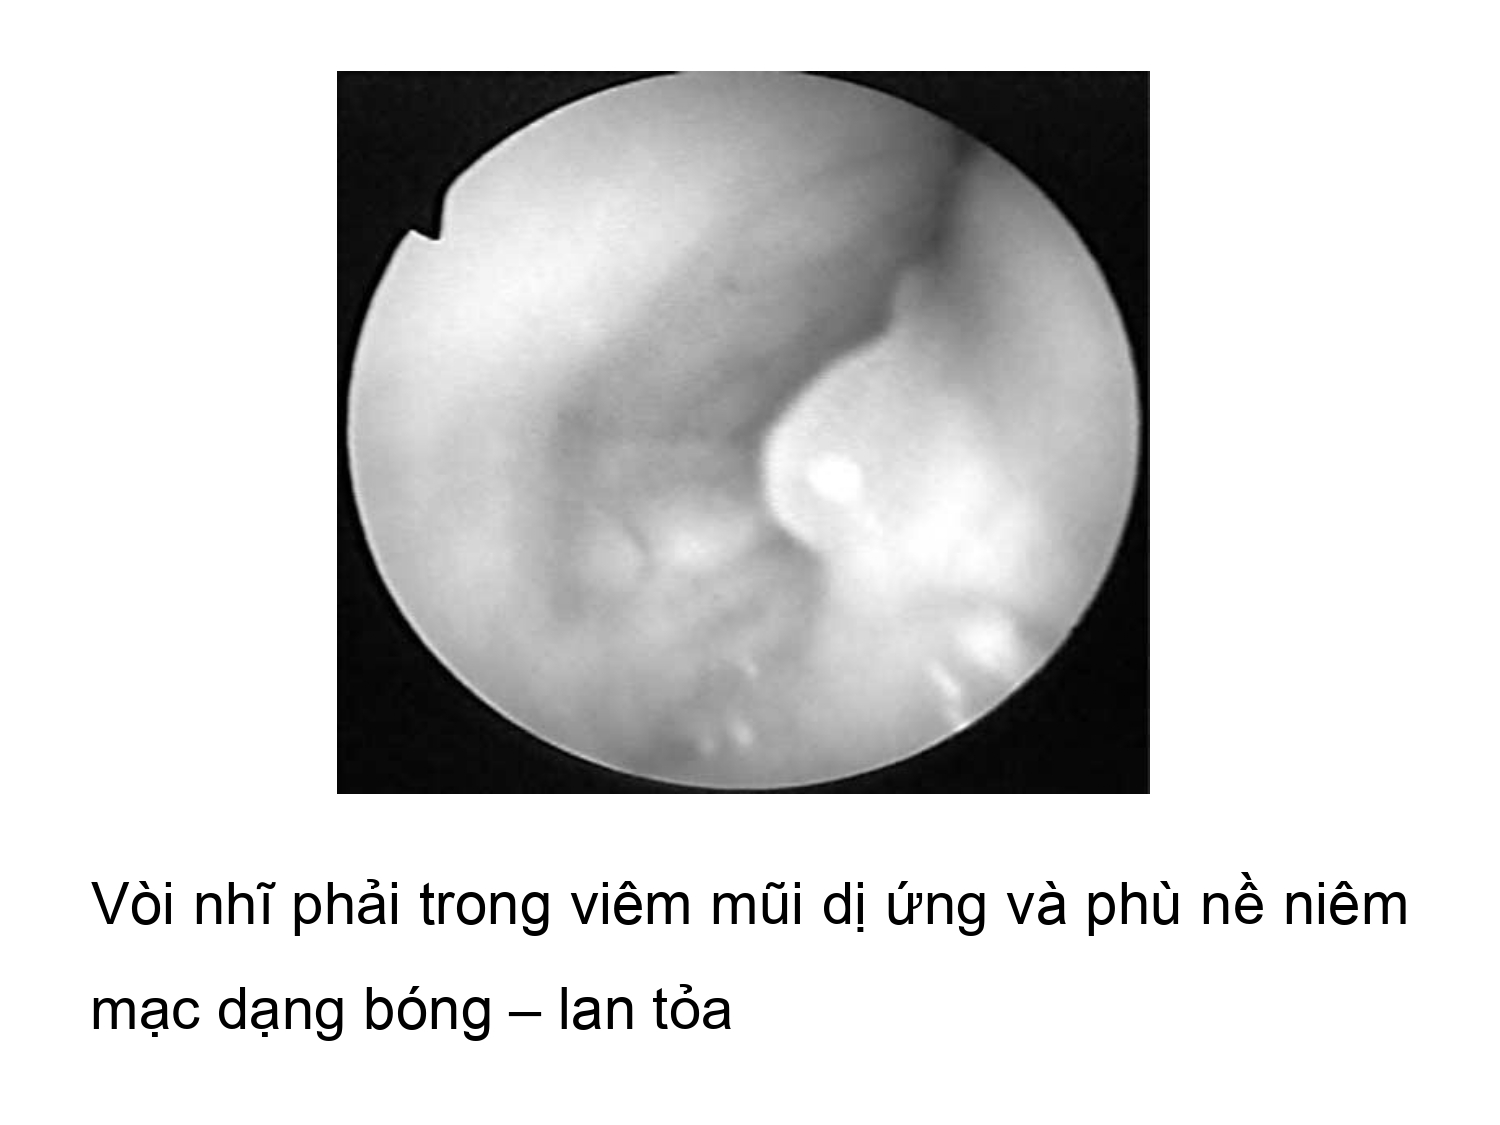 Vòi nhĩ phải trong viêm mũi dị ứng và phù nề niêm
mạc dạng bóng – lan tỏa